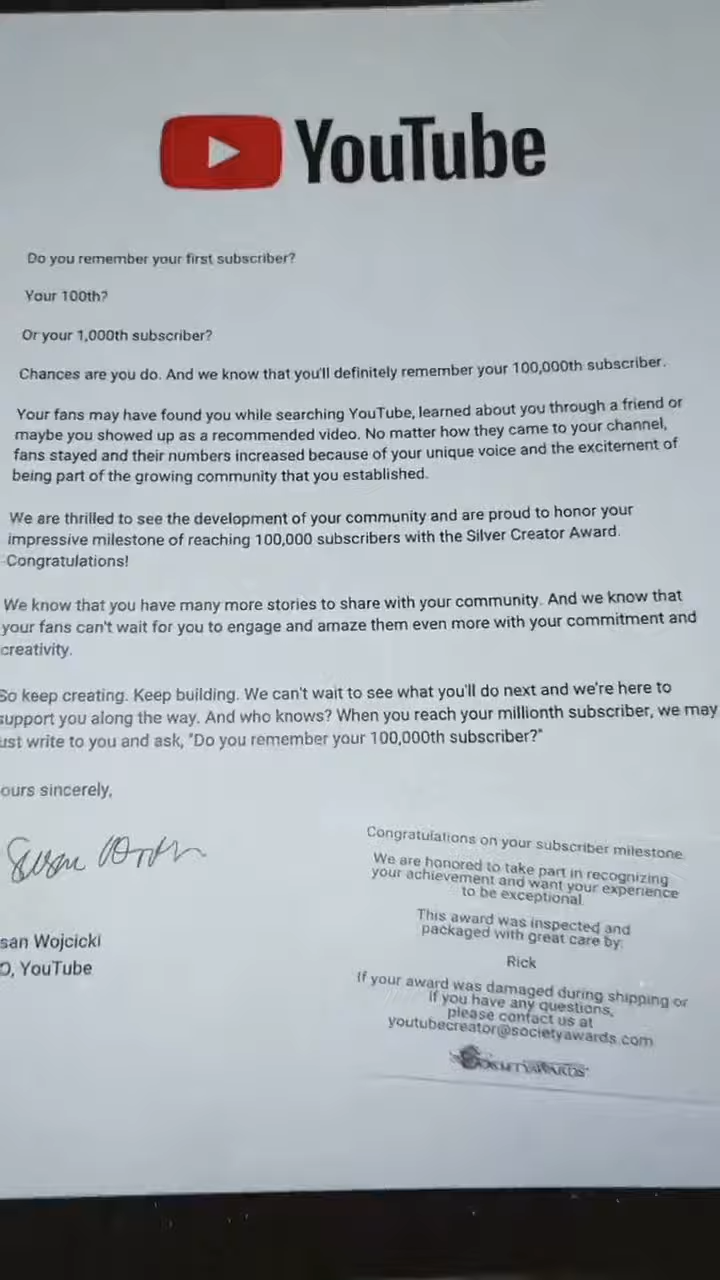 YouTube
Do you remember your first subscriber?
Your 100th?
Or your 1,000th subscriber?
Chances are you do. And we know that you'll definitely remember your 100,000th subscriber.
Your fans may have found you while searching YouTube, learned about you through a friend or
maybe you showed up as a recommended video. No matter how they came to your channel,
fans stayed and their numbers increased because of your unique voice and the excitement of
being part of the growing community that you established.
We are thrilled to see the development of your community and are proud to honor your
impressive milestone of reaching 100,000 subscribers with the Silver Creator Award.
Congratulations!
We know that you have many more stories to share with your community. And we know that
your fans can't wait for you to engage and amaze them even more with your commitment and
creativity.
So keep creating. Keep building. We can't wait to see what you'll do next and we're here to
support you along the way. And who knows? When you reach your millionth subscriber, we may
ust write to you and ask, "Do you remember your 100,000th subscriber?"
ours sincerely,
san Wojcicki
O, YouTube
Congratulations on your subscriber milestone.
We are honored to take part in recognizing
your achievement and want your experience
to be exceptional.
This award was inspected and
packaged with great care by:
Rick
If your award was damaged during shipping or
if you have any questions,
please contact us at
youtubecreator@societyawards.com
SOCIETYAWARDS